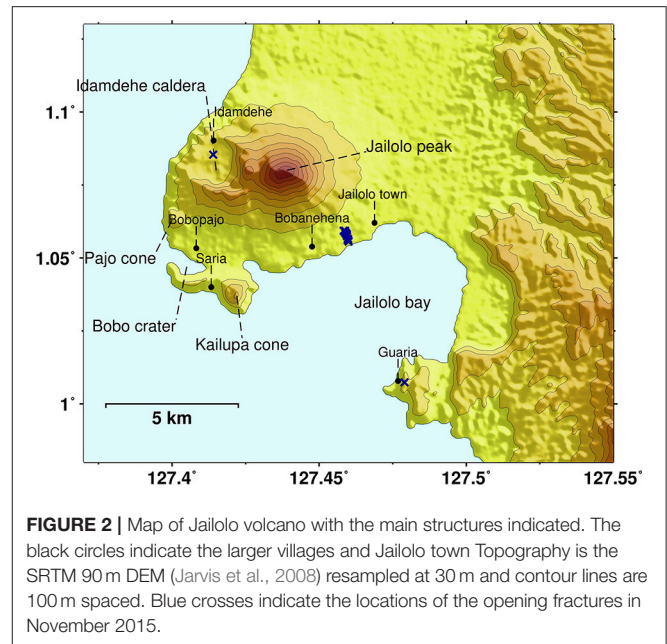 Idamdehe caldera
Idamdehe
1.1°
Jailolo peak
Jailolo town
Bobopajo
Bobanehena
1.05°
Pajo cone
Saria
Jailolo bay
Bobo crater
Kailupa cone
Guaria
1°
5 km
127.4° 127.45° 127.5° 127.55°
FIGURE 2 | Map of Jailolo volcano with the main structures indicated. The
black circles indicate the larger villages and Jailolo town Topography is the
SRTM 90 m DEM (Jarvis et al., 2008) resampled at 30 m and contour lines are
100 m spaced. Blue crosses indicate the locations of the opening fractures in
November 2015.